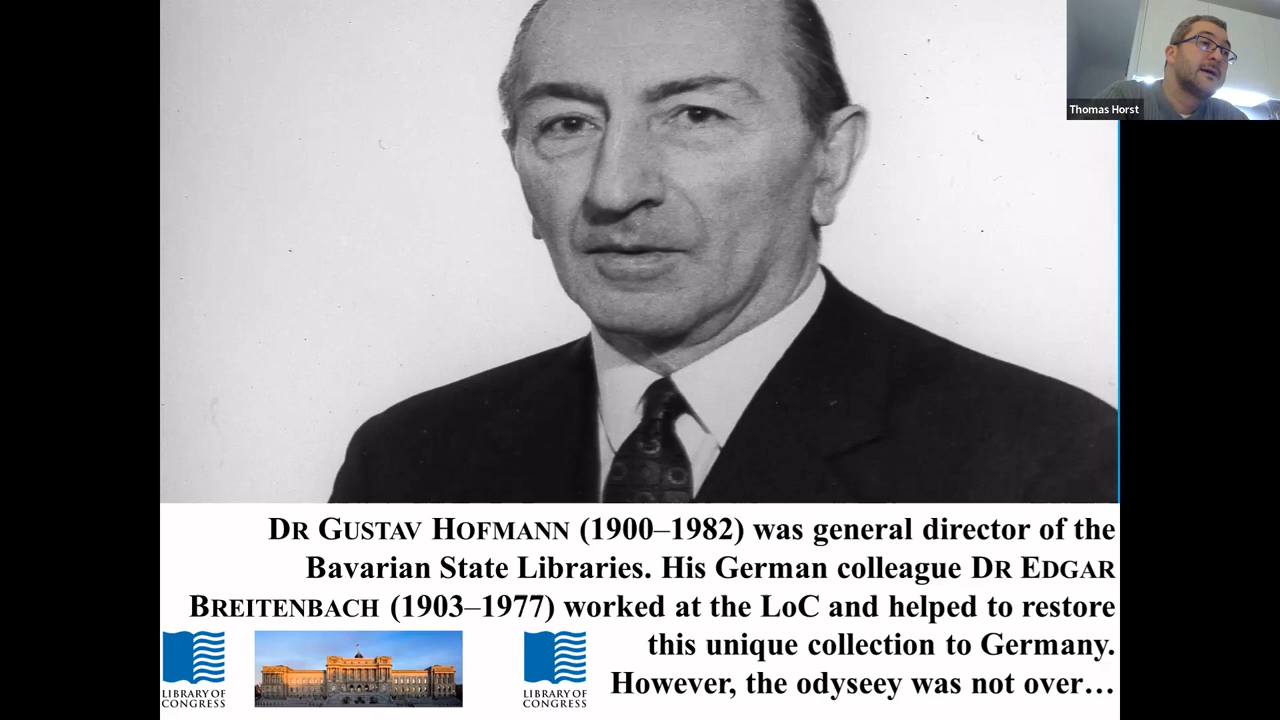 Thomas Horst
DR GUSTAV HOFMANN (1900–1982) was general director of the
Bavarian State Libraries. His German colleague DR EDGAR
BREITENBACH (1903–1977) worked at the LoC and helped to restore
this unique collection to Germany.
However, the odyseey was not over…
LIBRARY OF
CONGRESS
LIBRARY OF
CONGRESS